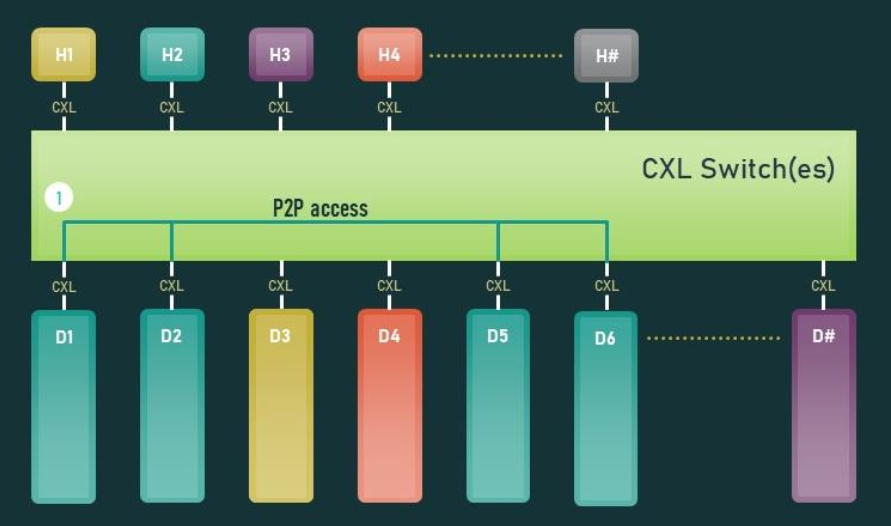 H1 H2 H3 H4 H#
CXL CXL CXL CXL CXL
CXL Switch(es)
1
P2P access
CXL CXL CXL CXL CXL CXL CXL
D1 D2 D3 D4 D5 D6 D#